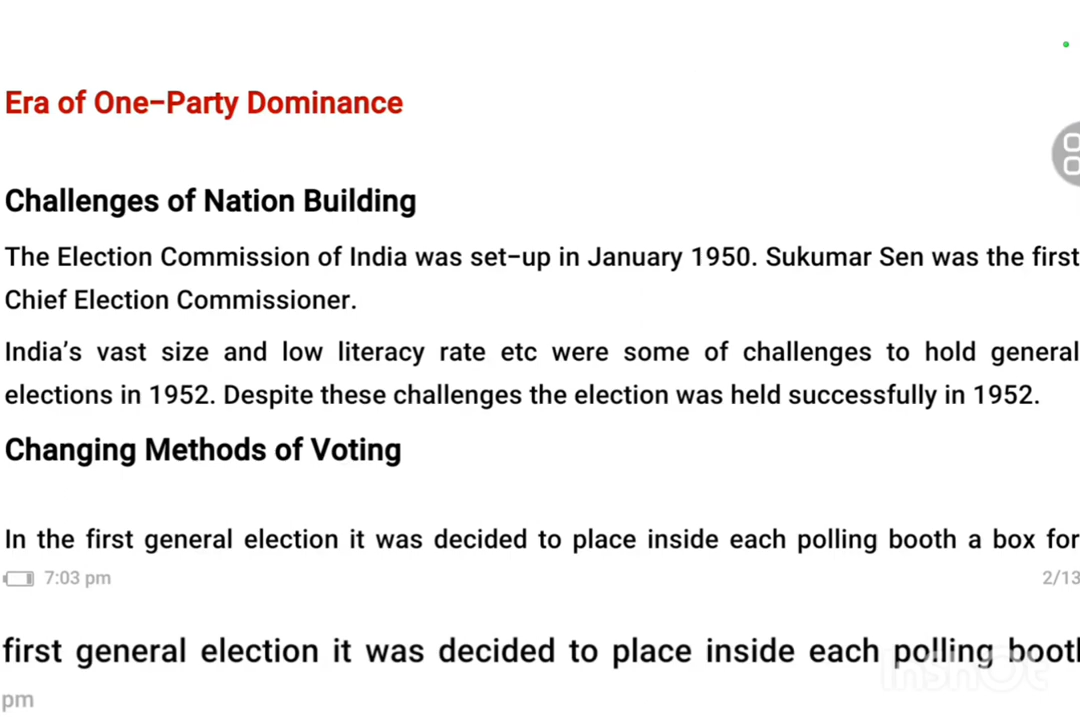 Era of One-Party Dominance
Challenges of Nation Building
The Election Commission of India was set-up in January 1950. Sukumar Sen was the first
Chief Election Commissioner.
India's vast size and low literacy rate etc were some of challenges to hold general
elections in 1952. Despite these challenges the election was held successfully in 1952.
Changing Methods of Voting
In the first general election it was decided to place inside each polling booth a box for
7:03 pm 2/13
first general election it was decided to place inside each polling booth
InShOt
pm